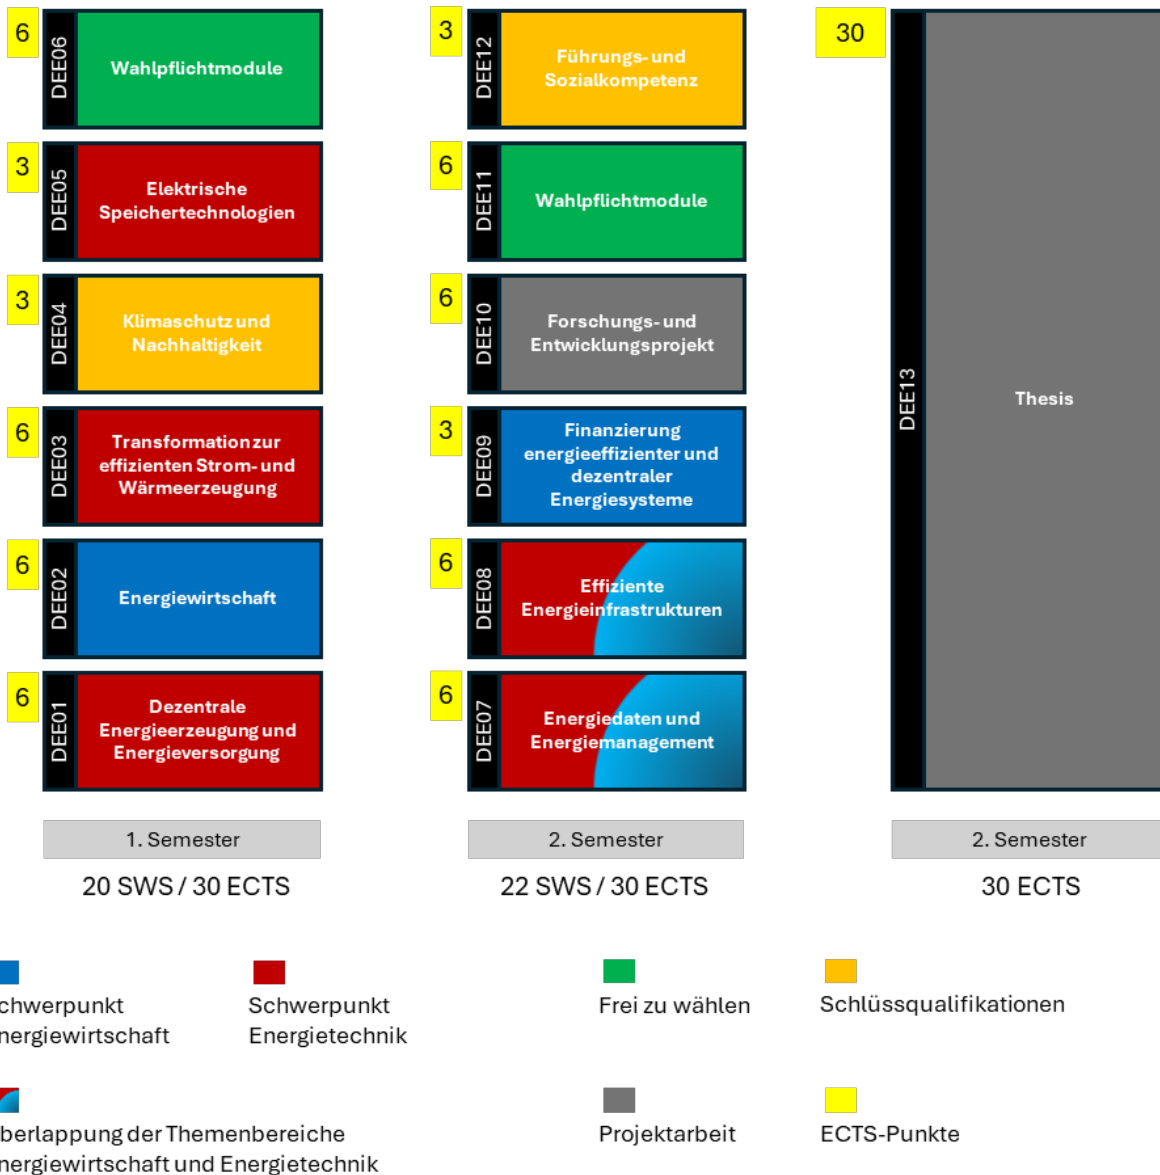 6
DEE06
Wahlpflichtmodule
3
DEE05
Elektrische
Speichertechnologien
3
DEE04
Klimaschutz und
Nachhaltigkeit
6
DEE03
Transformation zur
effizienten Strom- und
Wärmeerzeugung
6
DEE02
Energiewirtschaft
6
DEE01
Dezentrale
Energieerzeugung und
Energieversorgung
1. Semester
20 SWS / 30 ECTS
3
DEE12
Führungs- und
Sozialkompetenz
6
DEE11
Wahlpflichtmodule
6
DEE10
Forschungs- und
Entwicklungsprojekt
3
DEE09
Finanzierung
energieeffizienter und
dezentraler
Energiesysteme
6
DEE08
Effiziente
Energieinfrastrukturen
6
DEE07
Energiedaten und
Energiemanagement
2. Semester
22 SWS / 30 ECTS
30
DEE13
Thesis
2. Semester
30 ECTS
chwerpunkt
nergiewirtschaft
Schwerpunkt
Energietechnik
Frei zu wählen
Schlüssqualifikationen
berlappung der Themenbereiche
nergiewirtschaft und Energietechnik
Projektarbeit
ECTS-Punkte